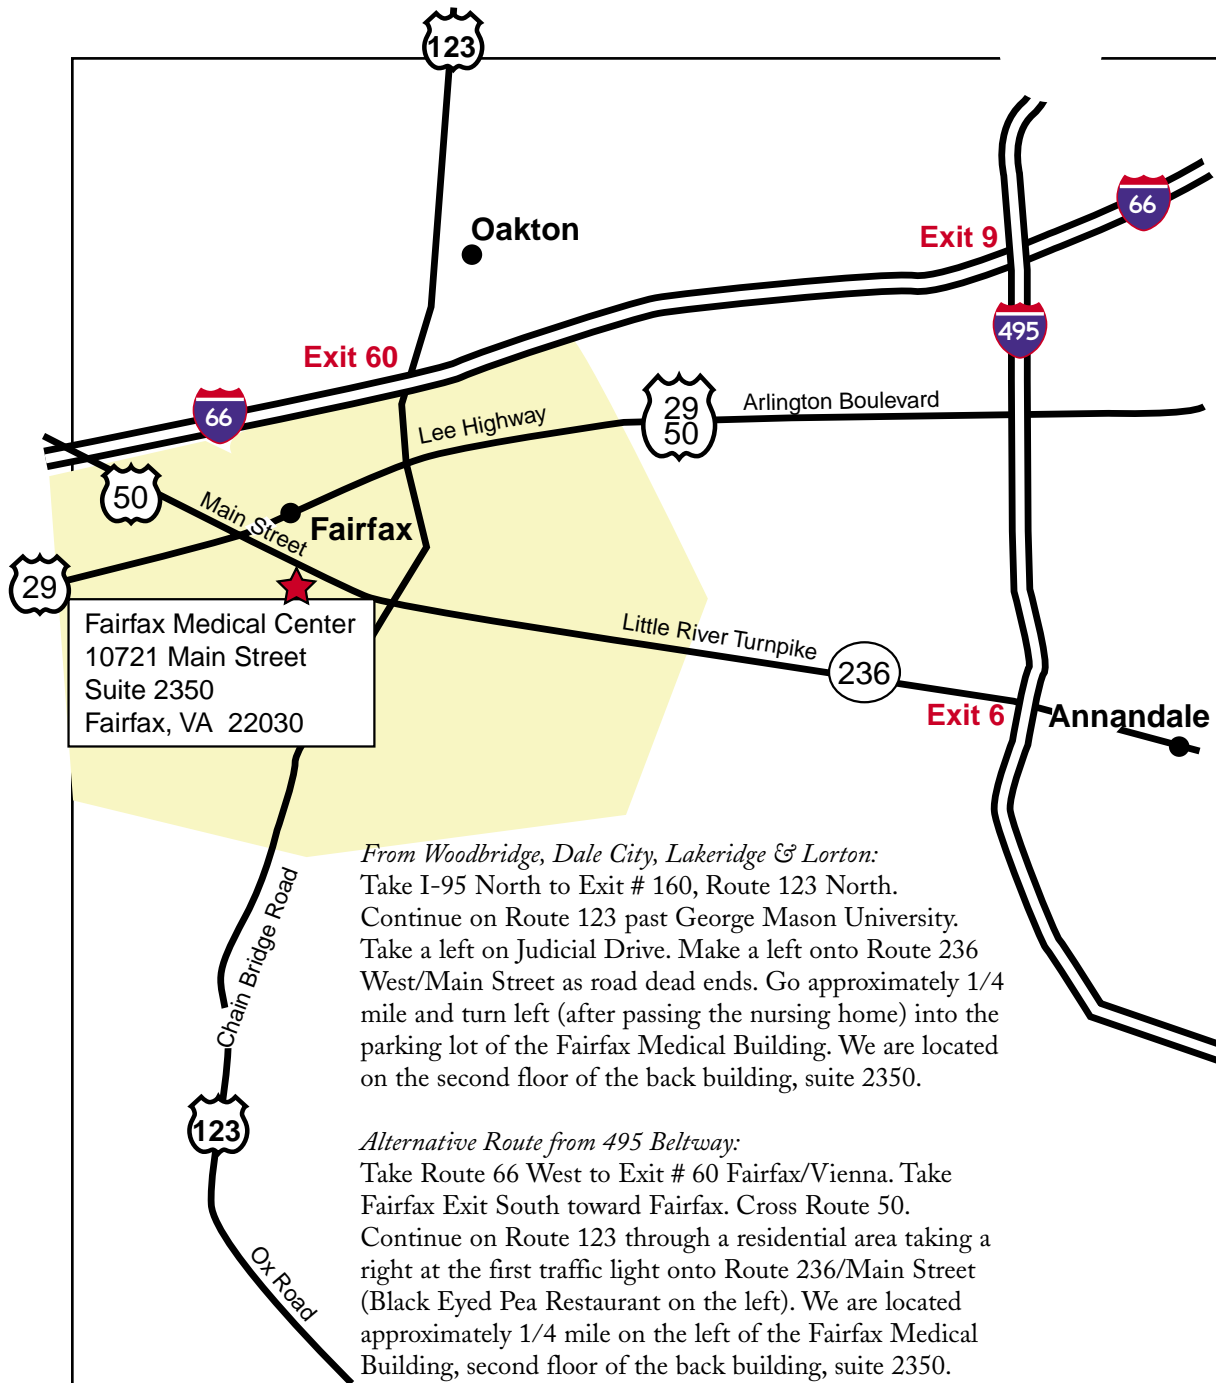 123
Oakton
Exit 9
66
495
Exit 60
66
Lee Highway
29
50
Arlington Boulevard
50
Main Street
Fairfax
29
Fairfax Medical Center
10721 Main Street
Suite 2350
Fairfax, VA  22030
Little River Turnpike
236
Exit 6
Annandale
Chain Bridge Road
123
Ox Road
From Woodbridge, Dale City, Lakeridge & Lorton:
Take I-95 North to Exit # 160, Route 123 North.
Continue on Route 123 past George Mason University.
Take a left on Judicial Drive. Make a left onto Route 236
West/Main Street as road dead ends. Go approximately 1/4
mile and turn left (after passing the nursing home) into the
parking lot of the Fairfax Medical Building. We are located
on the second floor of the back building, suite 2350.
Alternative Route from 495 Beltway:
Take Route 66 West to Exit # 60 Fairfax/Vienna. Take
Fairfax Exit South toward Fairfax. Cross Route 50.
Continue on Route 123 through a residential area taking a
right at the first traffic light onto Route 236/Main Street
(Black Eyed Pea Restaurant on the left). We are located
approximately 1/4 mile on the left of the Fairfax Medical
Building, second floor of the back building, suite 2350.